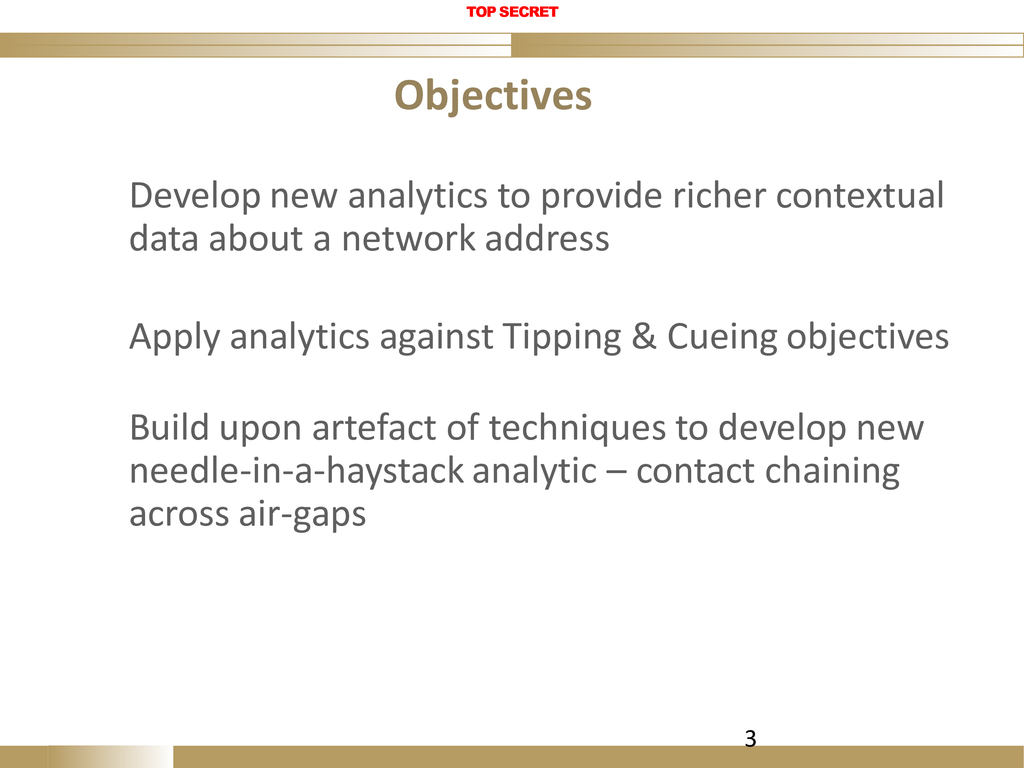 TOP SECRET
Objectives
Develop new analytics to provide richer contextual
data about a network address
Apply analytics against Tipping & Cueing objectives
Build upon artefact of techniques to develop new
needle-in-a-haystack analytic – contact chaining
across air-gaps
3